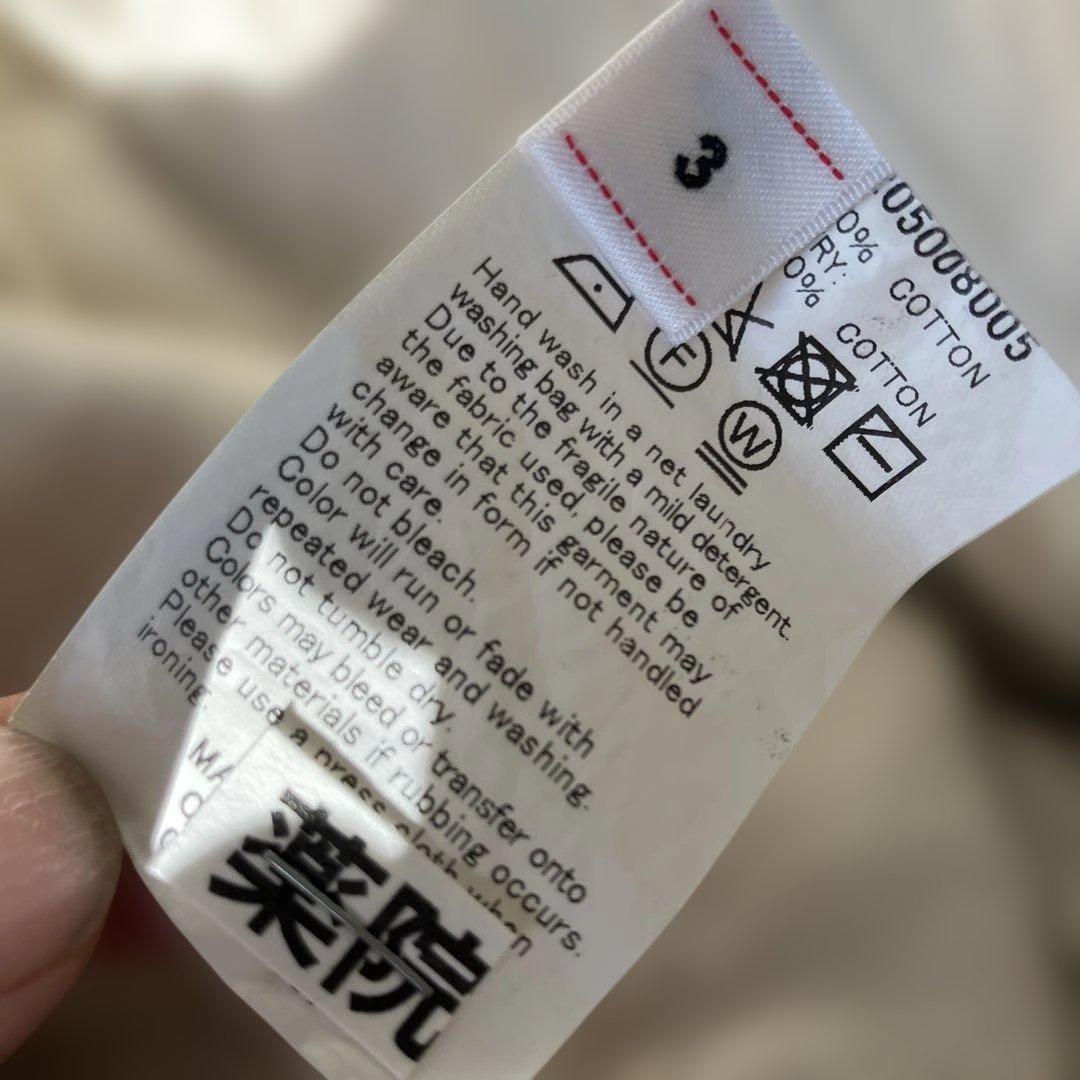 3
05008005
0% COTTON
RY:
0% COTTON
F
W
Hand wash in a net laundry
washing bag with a mild detergent.
Due to the fragile nature of
the fabric used, please be
aware that this garment may
change in form if not handled
with care.
Do not bleach.
Color will run or fade with
repeated wear and washing.
Do not tumble dry.
Colors may bleed or transfer onto
other materials if rubbing occurs.
Please use a press cloth when
ironing
MA
薬院